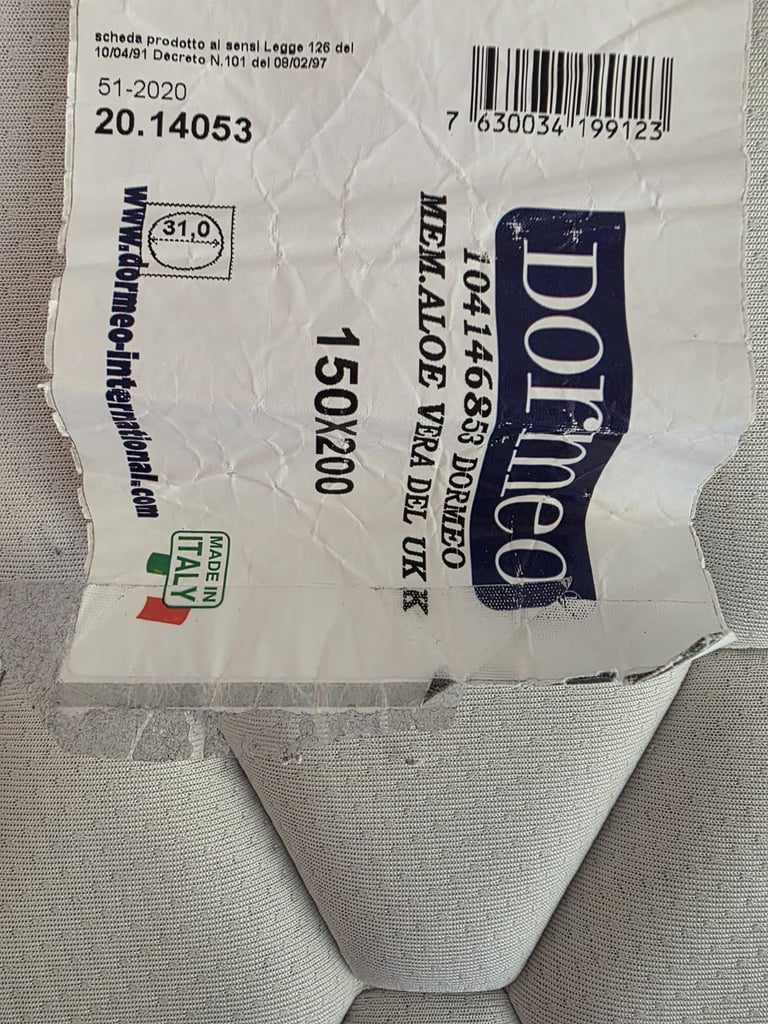 scheda prodotto ai sensi Legge 126 del
10/04/91 Decreto N.101 del 08/02/97
51-2020
20.14053
7 630034 199123
Dormeo
104146853 DORMEO
MEM.ALOE VERA DEL UK K
150X200
31,0
www.dormeo-international.com
MADE IN
ITALY